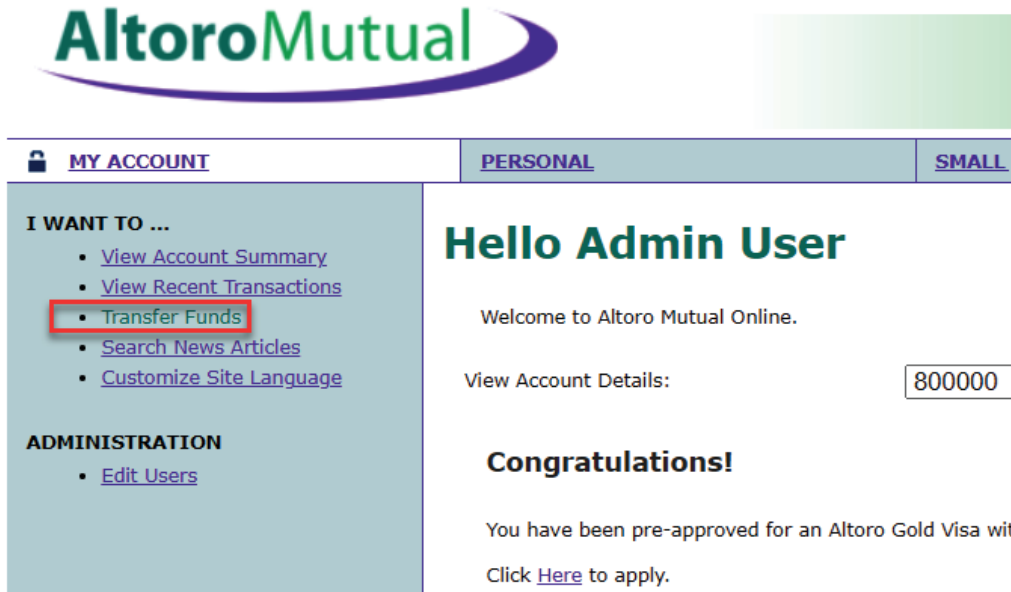 AltoroMutual
MY ACCOUNT
PERSONAL
SMALL
I WANT TO ...
• View Account Summary
• View Recent Transactions
• Transfer Funds
• Search News Articles
• Customize Site Language
ADMINISTRATION
• Edit Users
Hello Admin User
Welcome to Altoro Mutual Online.
View Account Details: 800000
Congratulations!
You have been pre-approved for an Altoro Gold Visa wit
Click Here to apply.